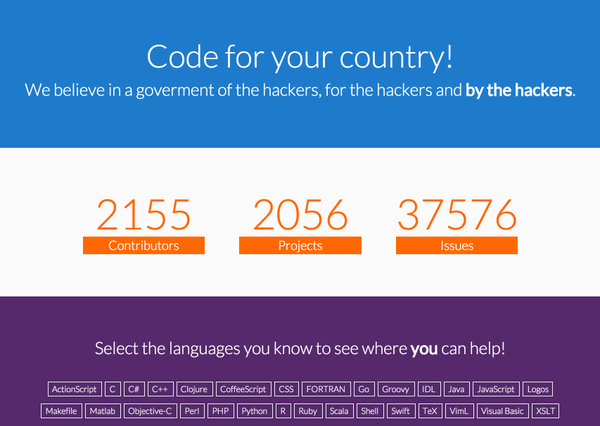 Code for your country!
We believe in a goverment of the hackers, for the hackers and by the hackers.
2155 2056 37576
Contributors Projects Issues
Select the languages you know to see where you can help!
ActionScript C C# C++ Clojure CoffeeScript CSS FORTRAN Go Groovy IDL Java JavaScript Logos
Makefile Matlab Objective-C Perl PHP Python R Ruby Scala Shell Swift TeX VimL Visual Basic XSLT